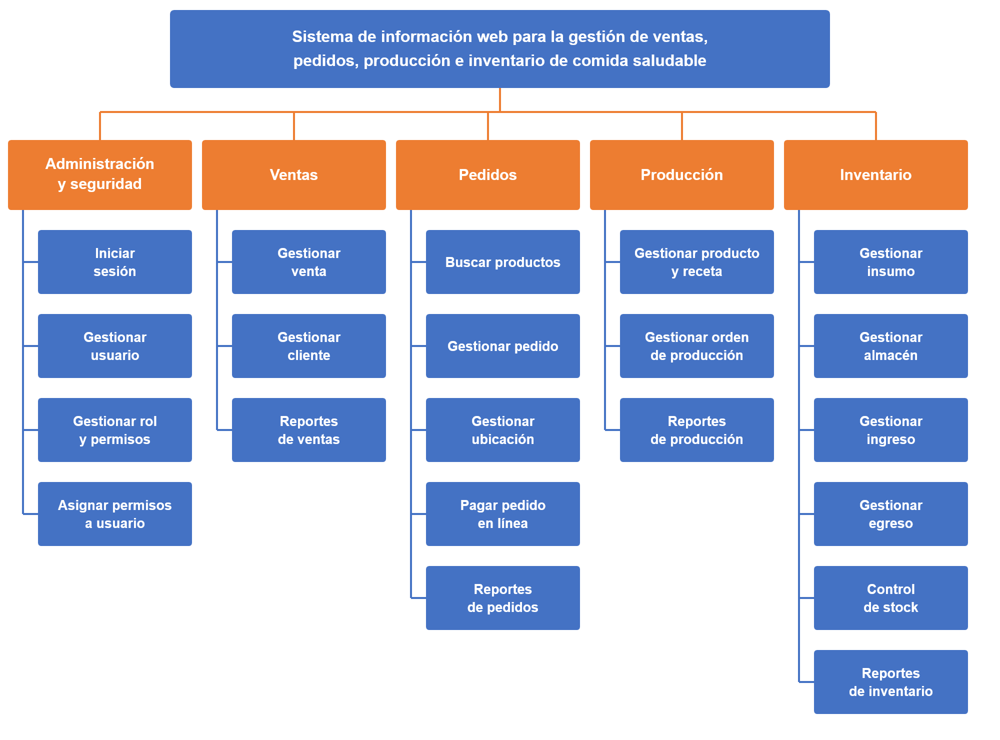 Sistema de información web para la gestión de ventas,
pedidos, producción e inventario de comida saludable
Administración
y seguridad
Iniciar
sesión
Gestionar
usuario
Gestionar rol
y permisos
Asignar permisos
a usuario
Ventas
Gestionar
venta
Gestionar
cliente
Reportes
de ventas
Pedidos
Buscar productos
Gestionar pedido
Gestionar
ubicación
Pagar pedido
en línea
Reportes
de pedidos
Producción
Gestionar producto
y receta
Gestionar orden
de producción
Reportes
de producción
Inventario
Gestionar
insumo
Gestionar
almacén
Gestionar
ingreso
Gestionar
egreso
Control
de stock
Reportes
de inventario